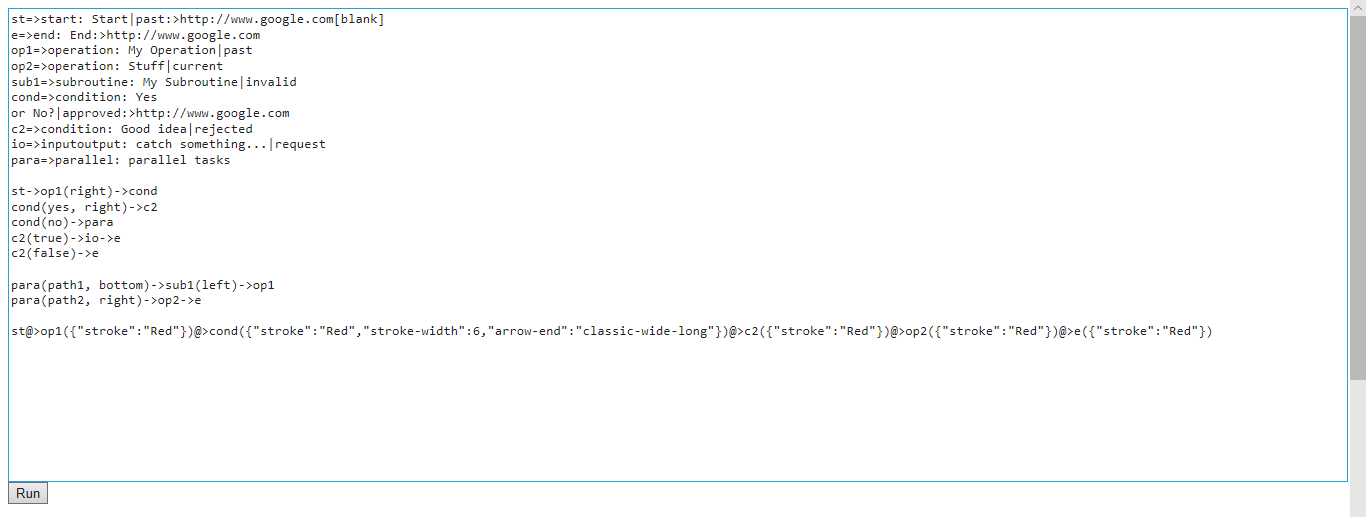 st=>start: Start|past:>http://www.google.com[blank]
e=>end: End:>http://www.google.com
op1=>operation: My Operation|past
op2=>operation: Stuff|current
sub1=>subroutine: My Subroutine|invalid
cond=>condition: Yes
or No?|approved:>http://www.google.com
c2=>condition: Good idea|rejected
io=>inputoutput: catch something...|request
para=>parallel: parallel tasks

st->op1(right)->cond
cond(yes, right)->c2
cond(no)->para
c2(true)->io->e
c2(false)->e

para(path1, bottom)->sub1(left)->op1
para(path2, right)->op2->e

st@>op1({"stroke":"Red"})@>cond({"stroke":"Red","stroke-width":6,"arrow-end":"classic-wide-long"})@>c2({"stroke":"Red"})@>op2({"stroke":"Red"})@>e({"stroke":"Red"})
Run